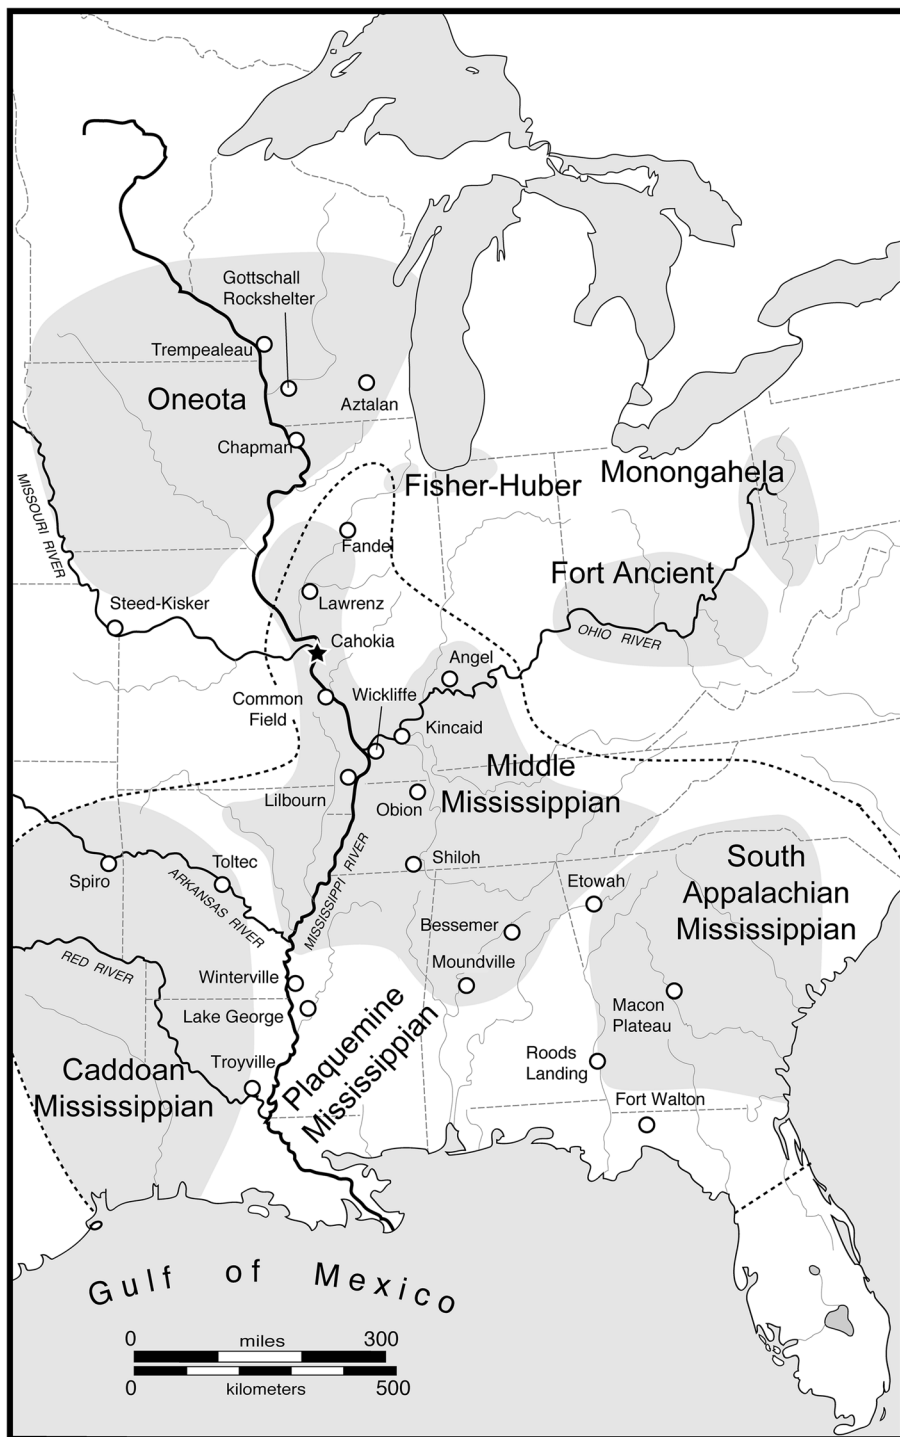 Gottschall
Rockshelter
Trempealeau
Oneota
Aztalan
Chapman
Fisher-Huber
Monongahela
MISSOURI RIVER
Fandel
Fort Ancient
Steed-Kisker
Lawrenz
OHIO RIVER
Cahokia
Angel
Common
Field
Wickliffe
Kincaid
Middle
Mississippian
Lilbourn
Obion
MISSISSIPPI RIVER
Spiro
Toltec
ARKANSAS RIVER
Shiloh
South
Appalachian
Mississippian
Etowah
Bessemer
Moundville
RED RIVER
Winterville
Lake George
Macon
Plateau
Troyville
Plaquemine
Mississippian
Roods
Landing
Caddoan
Mississippian
Fort Walton
Gulf of Mexico
0 miles 300
0 kilometers 500